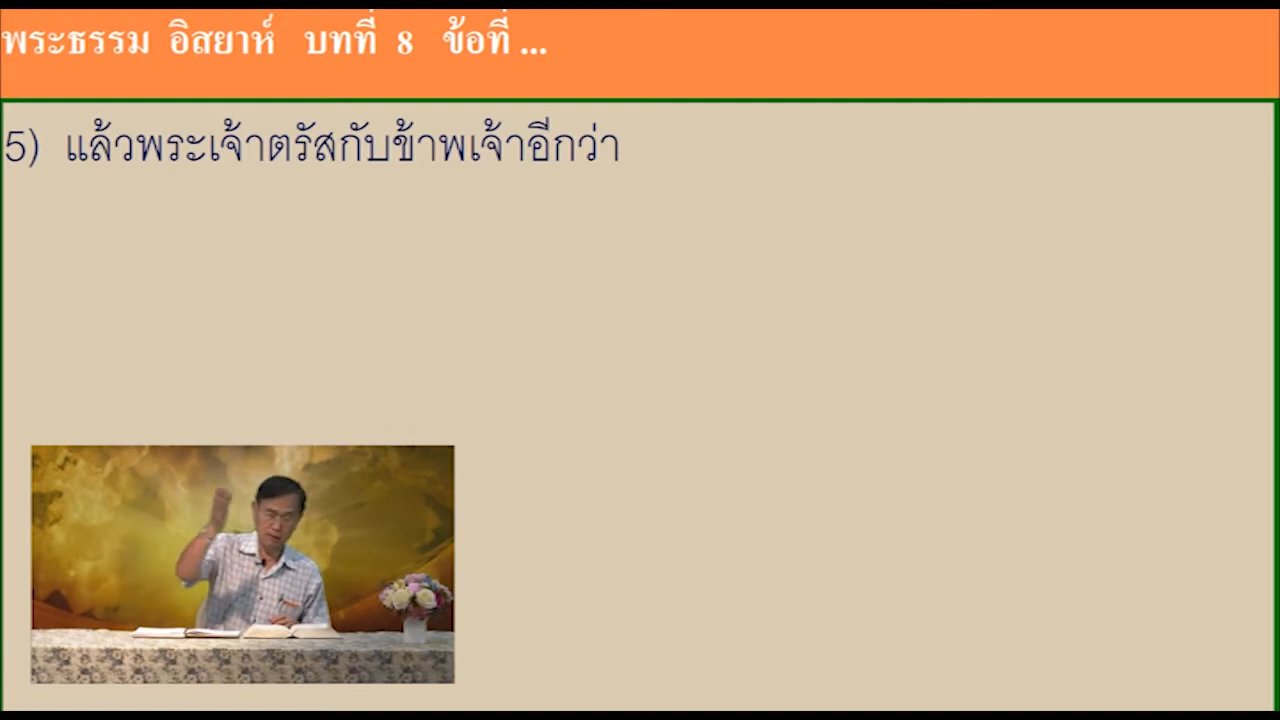 พระธรรม อิสยาห์ บทที่ 8 ข้อที่ ...
5) แล้วพระเจ้าตรัสกับข้าพเจ้าอีกว่า